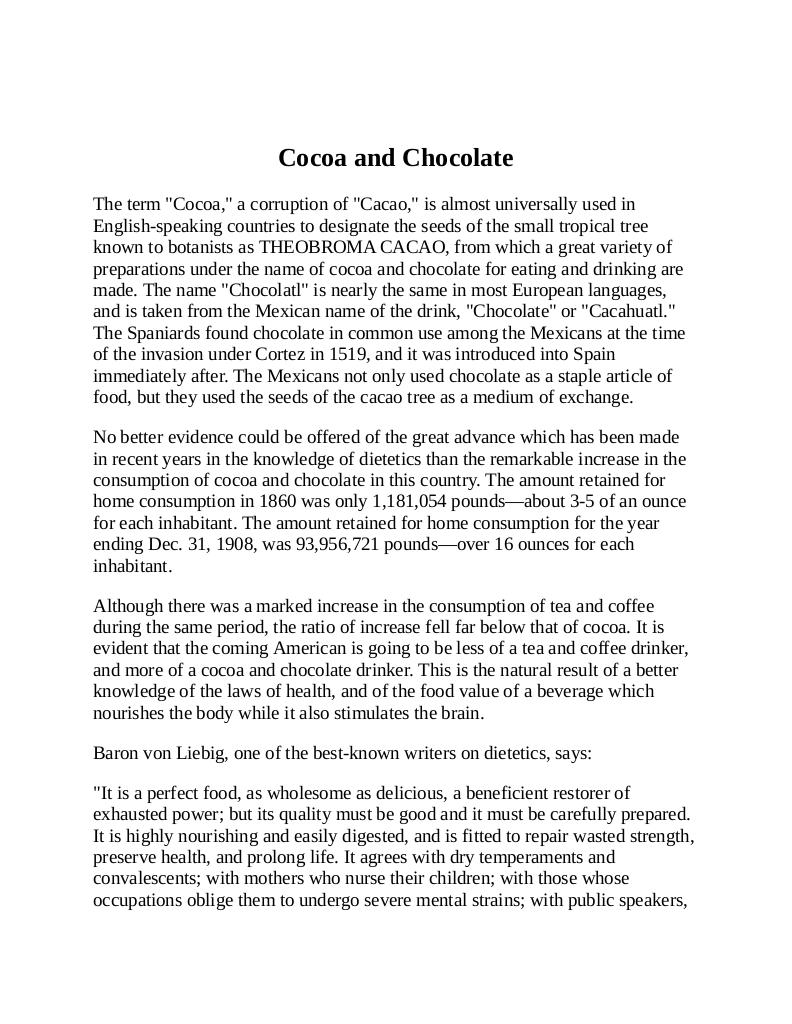 Cocoa and Chocolate
The term "Cocoa," a corruption of "Cacao," is almost universally used in
English-speaking countries to designate the seeds of the small tropical tree
known to botanists as THEOBROMA CACAO, from which a great variety of
preparations under the name of cocoa and chocolate for eating and drinking are
made. The name "Chocolatl" is nearly the same in most European languages,
and is taken from the Mexican name of the drink, "Chocolate" or "Cacahuatl."
The Spaniards found chocolate in common use among the Mexicans at the time
of the invasion under Cortez in 1519, and it was introduced into Spain
immediately after. The Mexicans not only used chocolate as a staple article of
food, but they used the seeds of the cacao tree as a medium of exchange.
No better evidence could be offered of the great advance which has been made
in recent years in the knowledge of dietetics than the remarkable increase in the
consumption of cocoa and chocolate in this country. The amount retained for
home consumption in 1860 was only 1,181,054 pounds—about 3-5 of an ounce
for each inhabitant. The amount retained for home consumption for the year
ending Dec. 31, 1908, was 93,956,721 pounds—over 16 ounces for each
inhabitant.
Although there was a marked increase in the consumption of tea and coffee
during the same period, the ratio of increase fell far below that of cocoa. It is
evident that the coming American is going to be less of a tea and coffee drinker,
and more of a cocoa and chocolate drinker. This is the natural result of a better
knowledge of the laws of health, and of the food value of a beverage which
nourishes the body while it also stimulates the brain.
Baron von Liebig, one of the best-known writers on dietetics, says:
"It is a perfect food, as wholesome as delicious, a beneficient restorer of
exhausted power; but its quality must be good and it must be carefully prepared.
It is highly nourishing and easily digested, and is fitted to repair wasted strength,
preserve health, and prolong life. It agrees with dry temperaments and
convalescents; with mothers who nurse their children; with those whose
occupations oblige them to undergo severe mental strains; with public speakers,